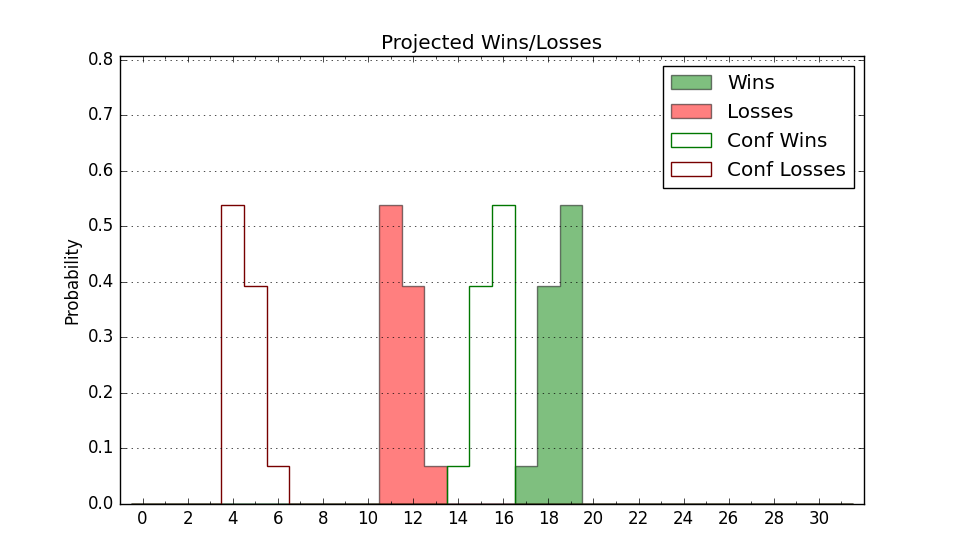 Projected Wins/Losses
Wins
Losses
Conf Wins
Conf Losses
Probability
0.8
0.7
0.6
0.5
0.4
0.3
0.2
0.1
0.0
0 2 4 6 8 10 12 14 16 18 20 22 24 26 28 30